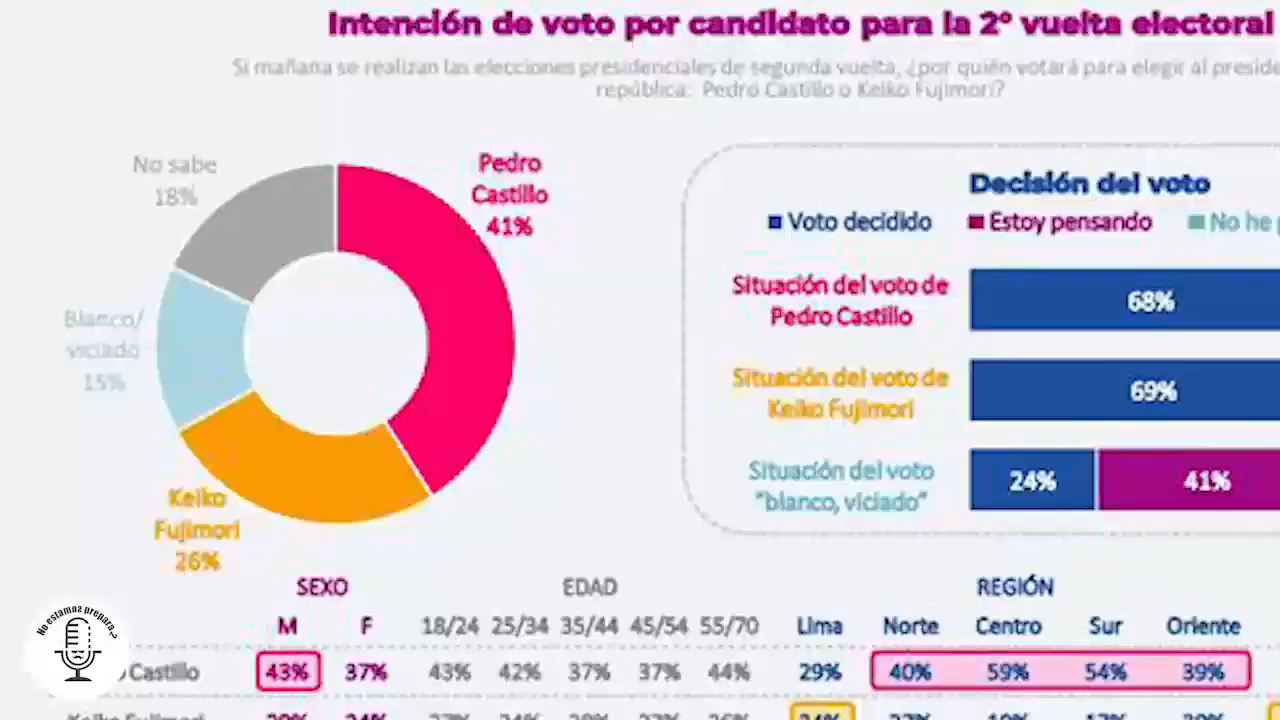 Intención de voto por candidato para la 2° vuelta electoral
Si mañana se realizan las elecciones presidenciales de segunda vuelta, ¿por quién votará para elegir al preside
república: Pedro Castillo o Keiko Fujimori?
No sabe
18%
Pedro
Castillo
41%
Blanco/
viciado
15%
Keiko
Fujimori
26%
Decisión del voto
Voto decidido Estoy pensando No he
Situación del voto de
Pedro Castillo
68%
Situación del voto de
Keiko Fujimori
69%
Situación del voto
"blanco, viciado"
24% 41%
SEXO EDAD REGIÓN
M F 18/24 25/34 35/44 45/54 55/70 Lima Norte Centro Sur Oriente
Castillo 43% 37% 43% 42% 37% 37% 44% 29% 40% 59% 54% 39%
No estamoz prepara..?